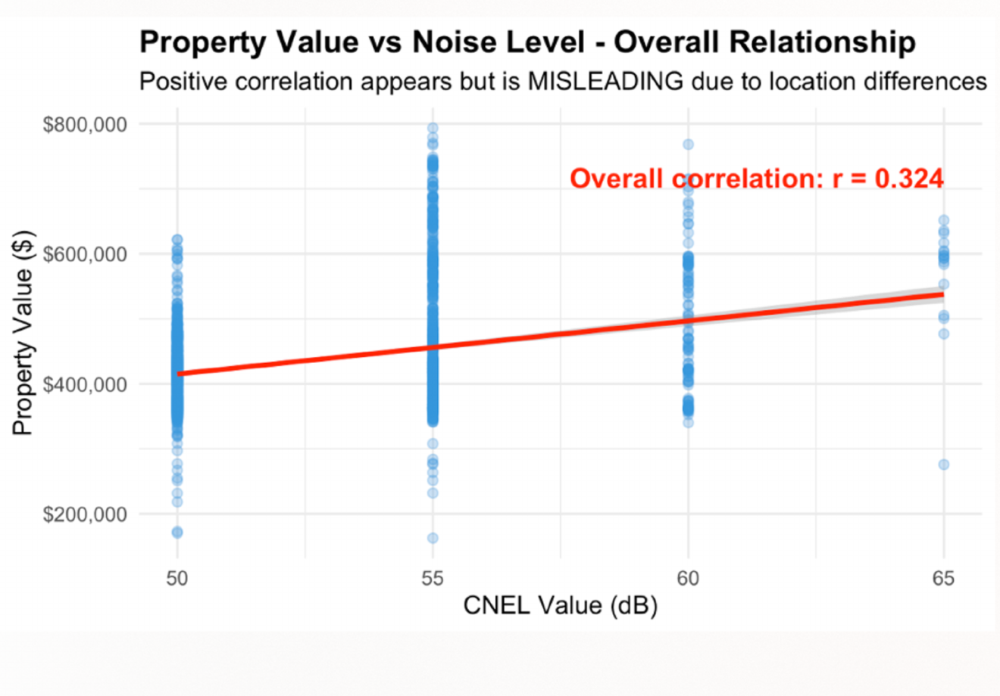 Property Value vs Noise Level - Overall Relationship
Positive correlation appears but is MISLEADING due to location differences
$800,000
Overall correlation: r = 0.324
$600,000
$400,000
$200,000
Property Value ($)
50 55 60 65
CNEL Value (dB)